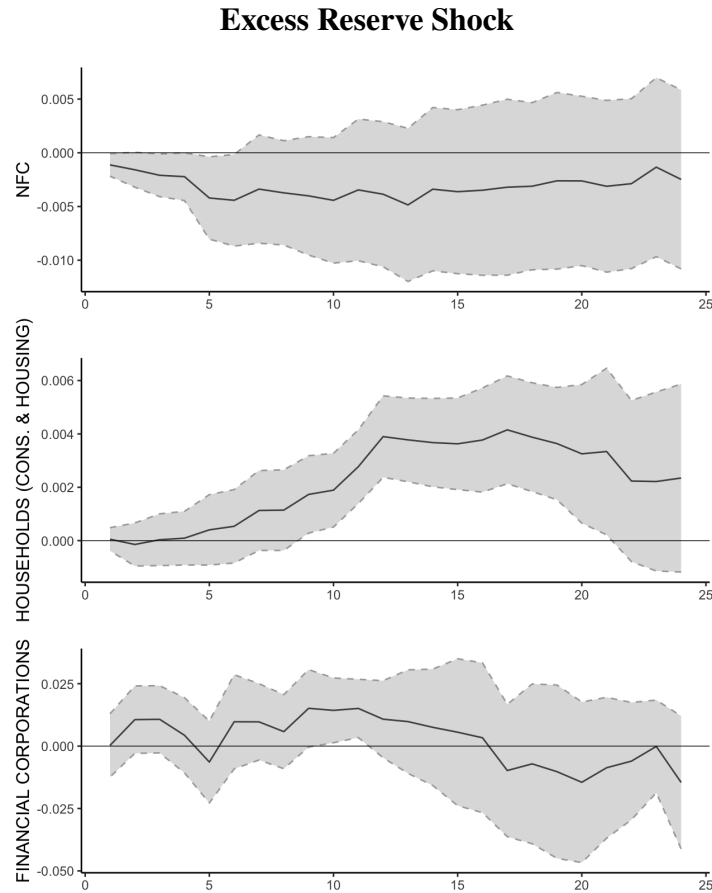 Excess Reserve Shock
NFC
0.005
0.000
-0.005
-0.010
0 5 10 15 20 25
HOUSEHOLDS (CONS. & HOUSING)
0.006
0.004
0.002
0.000
0 5 10 15 20 25
FINANCIAL CORPORATIONS
0.025
0.000
-0.025
-0.050
0 5 10 15 20 25